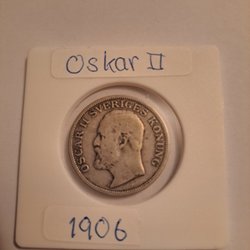 Oskar II
OSCAR II SVERIGES KONUNG
1906